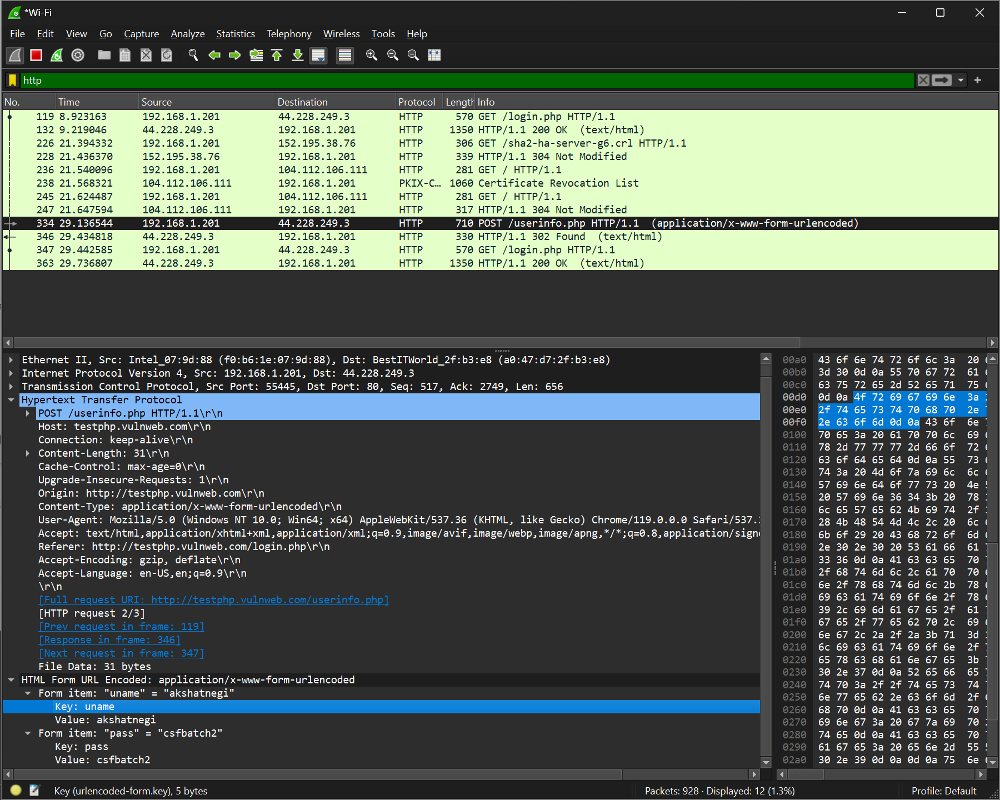 *Wi-Fi
File Edit View Go Capture Analyze Statistics Telephony Wireless Tools Help
http
No. Time Source Destination Protocol Length Info
119 8.923163 192.168.1.201 44.228.249.3 HTTP 570 GET /login.php HTTP/1.1
132 9.219046 44.228.249.3 192.168.1.201 HTTP 1350 HTTP/1.1 200 OK (text/html)
226 21.394332 192.168.1.201 152.195.38.76 HTTP 306 GET /sha2-ha-server-g6.crl HTTP/1.1
228 21.436370 152.195.38.76 192.168.1.201 HTTP 339 HTTP/1.1 304 Not Modified
236 21.540096 192.168.1.201 104.112.106.111 HTTP 281 GET / HTTP/1.1
238 21.568321 104.112.106.111 192.168.1.201 PKIX-C… 1060 Certificate Revocation List
245 21.624487 192.168.1.201 104.112.106.111 HTTP 281 GET / HTTP/1.1
247 21.647594 104.112.106.111 192.168.1.201 HTTP 317 HTTP/1.1 304 Not Modified
334 29.136544 192.168.1.201 44.228.249.3 HTTP 710 POST /userinfo.php HTTP/1.1 (application/x-www-form-urlencoded)
346 29.434818 44.228.249.3 192.168.1.201 HTTP 330 HTTP/1.1 302 Found (text/html)
347 29.442585 192.168.1.201 44.228.249.3 HTTP 570 GET /login.php HTTP/1.1
363 29.736807 44.228.249.3 192.168.1.201 HTTP 1350 HTTP/1.1 200 OK (text/html)
Ethernet II, Src: Intel_07:9d:88 (f0:b6:1e:07:9d:88), Dst: BestITWorld_2f:b3:e8 (a0:47:d7:2f:b3:e8)
Internet Protocol Version 4, Src: 192.168.1.201, Dst: 44.228.249.3
Transmission Control Protocol, Src Port: 55445, Dst Port: 80, Seq: 517, Ack: 2749, Len: 656
Hypertext Transfer Protocol
POST /userinfo.php HTTP/1.1\r\n
Host: testphp.vulnweb.com\r\n
Connection: keep-alive\r\n
Content-Length: 31\r\n
Cache-Control: max-age=0\r\n
Upgrade-Insecure-Requests: 1\r\n
Origin: http://testphp.vulnweb.com\r\n
Content-Type: application/x-www-form-urlencoded\r\n
User-Agent: Mozilla/5.0 (Windows NT 10.0; Win64; x64) AppleWebKit/537.36 (KHTML, like Gecko) Chrome/119.0.0.0 Safari/537.
Accept: text/html,application/xhtml+xml,application/xml;q=0.9,image/avif,image/webp,image/apng,*/*;q=0.8,application/sign
Referer: http://testphp.vulnweb.com/login.php\r\n
Accept-Encoding: gzip, deflate\r\n
Accept-Language: en-US,en;q=0.9\r\n
\r\n
[Full request URI: http://testphp.vulnweb.com/userinfo.php]
[HTTP request 2/3]
[Prev request in frame: 119]
[Response in frame: 346]
[Next request in frame: 347]
File Data: 31 bytes
HTML Form URL Encoded: application/x-www-form-urlencoded
Form item: "uname" = "akshatnegi"
Key: uname
Value: akshatnegi
Form item: "pass" = "csfbatch2"
Key: pass
Value: csfbatch2
00a0 43 6f 6e 74 72 6f 6c 3a 20
00b0 3d 30 0d 0a 55 70 67 72 61
00c0 63 75 72 65 2d 52 65 71 75
00d0 0d 0a 4f 72 69 67 69 6e 3a
00e0 2f 74 65 73 74 70 68 70 2e
00f0 2e 63 6f 6d 0d 0a 43 6f 6e
0100 70 65 3a 20 61 70 70 6c 69
0110 78 2d 77 77 77 2d 66 6f 72
0120 63 6f 64 65 64 0d 0a 55 73
0130 74 3a 20 4d 6f 7a 69 6c 6c
0140 57 69 6e 64 6f 77 73 20 4e
0150 20 57 69 6e 36 34 3b 20 78
0160 6c 65 57 65 62 4b 69 74 2f
0170 28 4b 48 54 4d 4c 2c 20 6c
0180 6b 6f 29 20 43 68 72 6f 6d
0190 2e 30 2e 30 20 53 61 66 61
01a0 33 36 0d 0a 41 63 63 65 70
01b0 2f 68 74 6d 6c 2c 61 70 70
01c0 6e 2f 78 68 74 6d 6c 2b 78
01d0 69 63 61 74 69 6f 6e 2f 78
01e0 39 2c 69 6d 61 67 65 2f 61
01f0 67 65 2f 77 65 62 70 2c 69
0200 6e 67 2c 2a 2f 2a 3b 71 3d
0210 6c 69 63 61 74 69 6f 6e 2f
0220 65 78 63 68 61 6e 67 65 3b
0230 30 2e 37 0d 0a 52 65 66 65
0240 74 70 3a 2f 2f 74 65 73 74
0250 6e 77 65 62 2e 63 6f 6d 2f
0260 68 70 0d 0a 41 63 63 65 70
0270 69 6e 67 3a 20 67 7a 69 70
0280 74 65 0d 0a 41 63 63 65 70
0290 61 67 65 3a 20 65 6e 2d 55
02a0 30 2e 39 0d 0a 0d 0a 75 6e
Key (urlencoded-form.key), 5 bytes
Packets: 928 · Displayed: 12 (1.3%)
Profile: Default